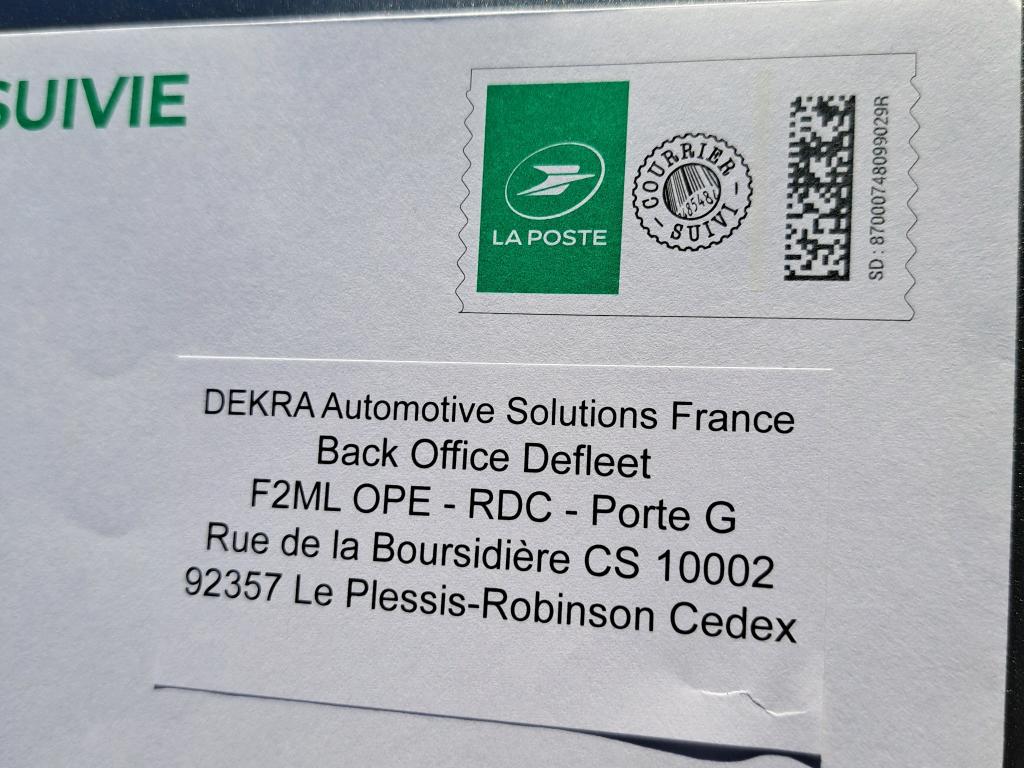 SUIVIE
LA POSTE
COURRIER
SUIVI
SD : 87000748099029R
DEKRA Automotive Solutions France
Back Office Defleet
F2ML OPE - RDC - Porte G
Rue de la Boursidière CS 10002
92357 Le Plessis-Robinson Cedex